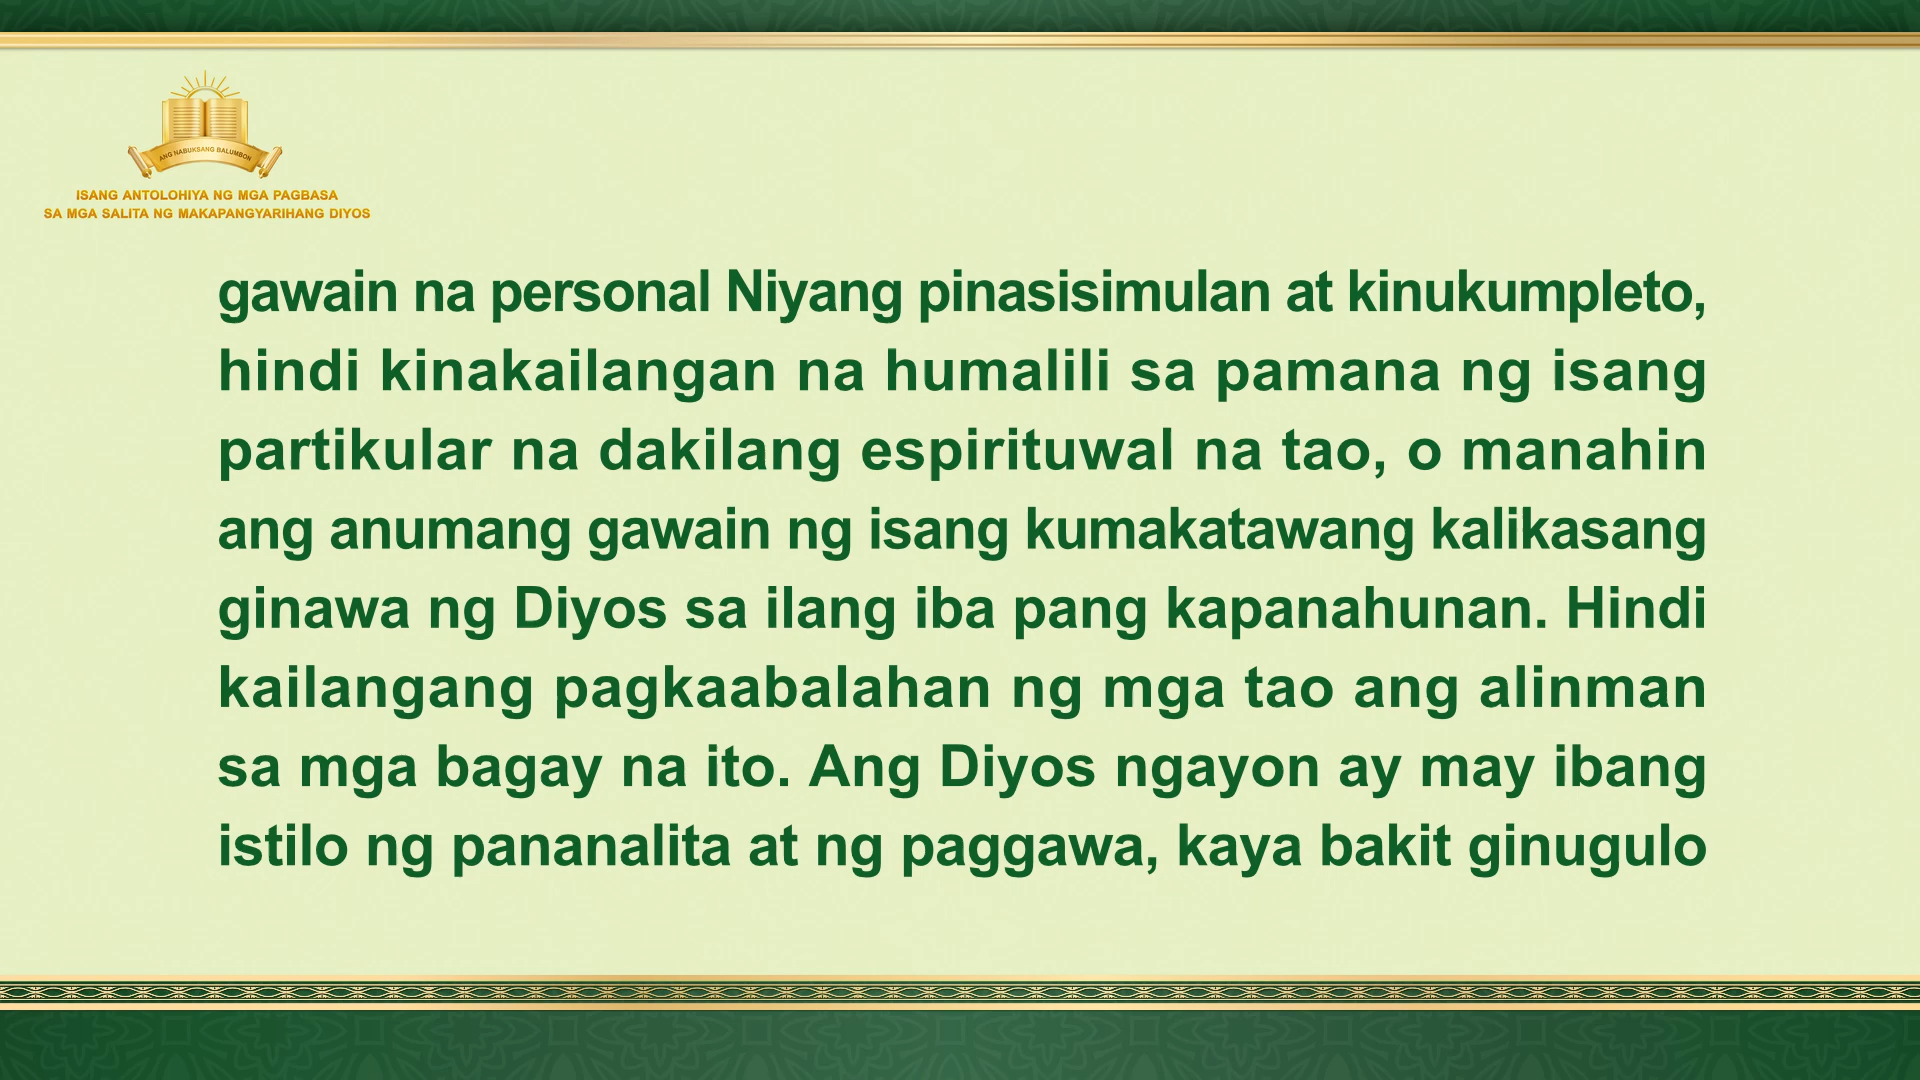 ANG NABUKSANG BALUMBON
ISANG ANTOLOHIYA NG MGA PAGBASA
SA MGA SALITA NG MAKAPANGYARIHANG DIYOS
gawain na personal Niyang pinasisimulan at kinukumpleto,
hindi kinakailangan na humalili sa pamana ng isang
partikular na dakilang espirituwal na tao, o manahin
ang anumang gawain ng isang kumakatawang kalikasang
ginawa ng Diyos sa ilang iba pang kapanahunan. Hindi
kailangang pagkaabalahan ng mga tao ang alinman
sa mga bagay na ito. Ang Diyos ngayon ay may ibang
istilo ng pananalita at ng paggawa, kaya bakit ginugulo